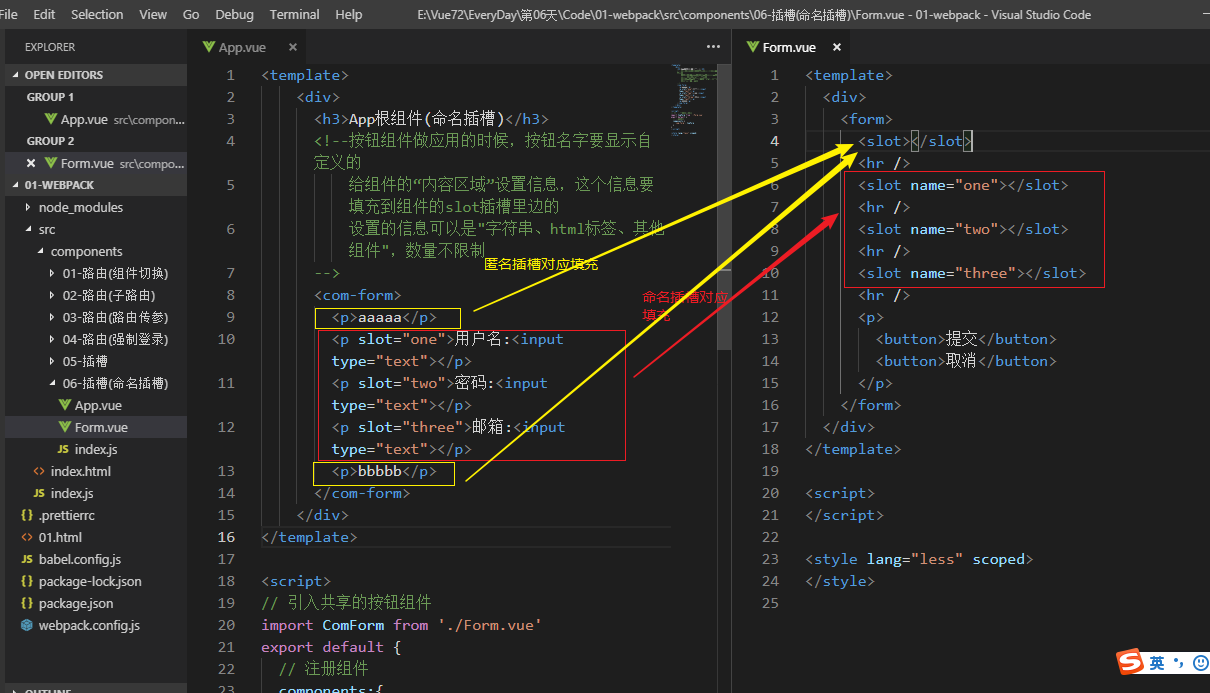 File Edit Selection View Go Debug Terminal Help E:\Vue72\EveryDay\第06天\Code\01-webpack\src\components\06-插槽(命名插槽)\Form.vue - 01-webpack - Visual Studio Code
EXPLORER
OPEN EDITORS
GROUP 1
App.vue src\compon...
GROUP 2
Form.vue src\compo...
01-WEBPACK
node_modules
src
components
01-路由(组件切换)
02-路由(子路由)
03-路由(路由传参)
04-路由(强制登录)
05-插槽
06-插槽(命名插槽)
App.vue
Form.vue
JS index.js
<> index.html
JS index.js
{} .prettierrc
<> 01.html
JS babel.config.js
{} package-lock.json
{} package.json
webpack.config.js
OUTLINE
App.vue ×
1 <template>
2 <div>
3 <h3>App根组件(命名插槽)</h3>
4 <!--按钮组件做应用的时候，按钮名字要显示自
定义的
5 给组件的“内容区域”设置信息，这个信息要
填充到组件的slot插槽里边的
6 设置的信息可以是"字符串、html标签、其他
组件"，数量不限制
匿名插槽对应填充
7 -->
8 <com-form>
命名插槽对应
填充
9 <p>aaaaa</p>
10 <p slot="one">用户名:<input
type="text"></p>
11 <p slot="two">密码:<input
type="text"></p>
12 <p slot="three">邮箱:<input
type="text"></p>
13 <p>bbbbb</p>
14 </com-form>
15 </div>
16 </template>
17
18 <script>
19 // 引入共享的按钮组件
20 import ComForm from './Form.vue'
21 export default {
22 // 注册组件
23 components:{
Form.vue ×
1 <template>
2 <div>
3 <form>
4 <slot></slot>
5 <hr />
6 <slot name="one"></slot>
7 <hr />
8 <slot name="two"></slot>
9 <hr />
10 <slot name="three"></slot>
11 <hr />
12 <p>
13 <button>提交</button>
14 <button>取消</button>
15 </p>
16 </form>
17 </div>
18 </template>
19
20 <script>
21 </script>
22
23 <style lang="less" scoped>
24 </style>
25
S 英